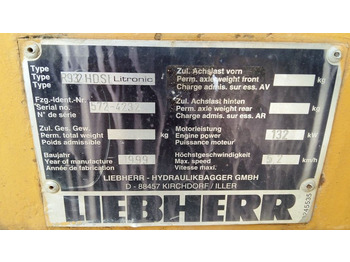 Type
Type R932 HDSL Litronic
Type
Fzg.-Ident.-Nr.
Serial no. 572-4232
N° de série
Zul. Ges. Gew.
Perm. total weight kg
Poids admissible
Baujahr
Year of manufacture 1999
Année de
Zul. Achslast vorn
Perm. axle weight front kg
Charge admis. sur ess. AV
Zul. Achslast hinten
Perm. axle weight rear kg
Charge admis. sur ess. AR
Motorleistung
Engine power 132 kW
Puissance moteur
Höchstgeschwindigkeit
Max. speed 5,2 km/h
Vitesse
LIEBHERR - HYDRAULIKBAGGER GMBH
D - 88457 KIRCHDORF / ILLER
LIEBHERR